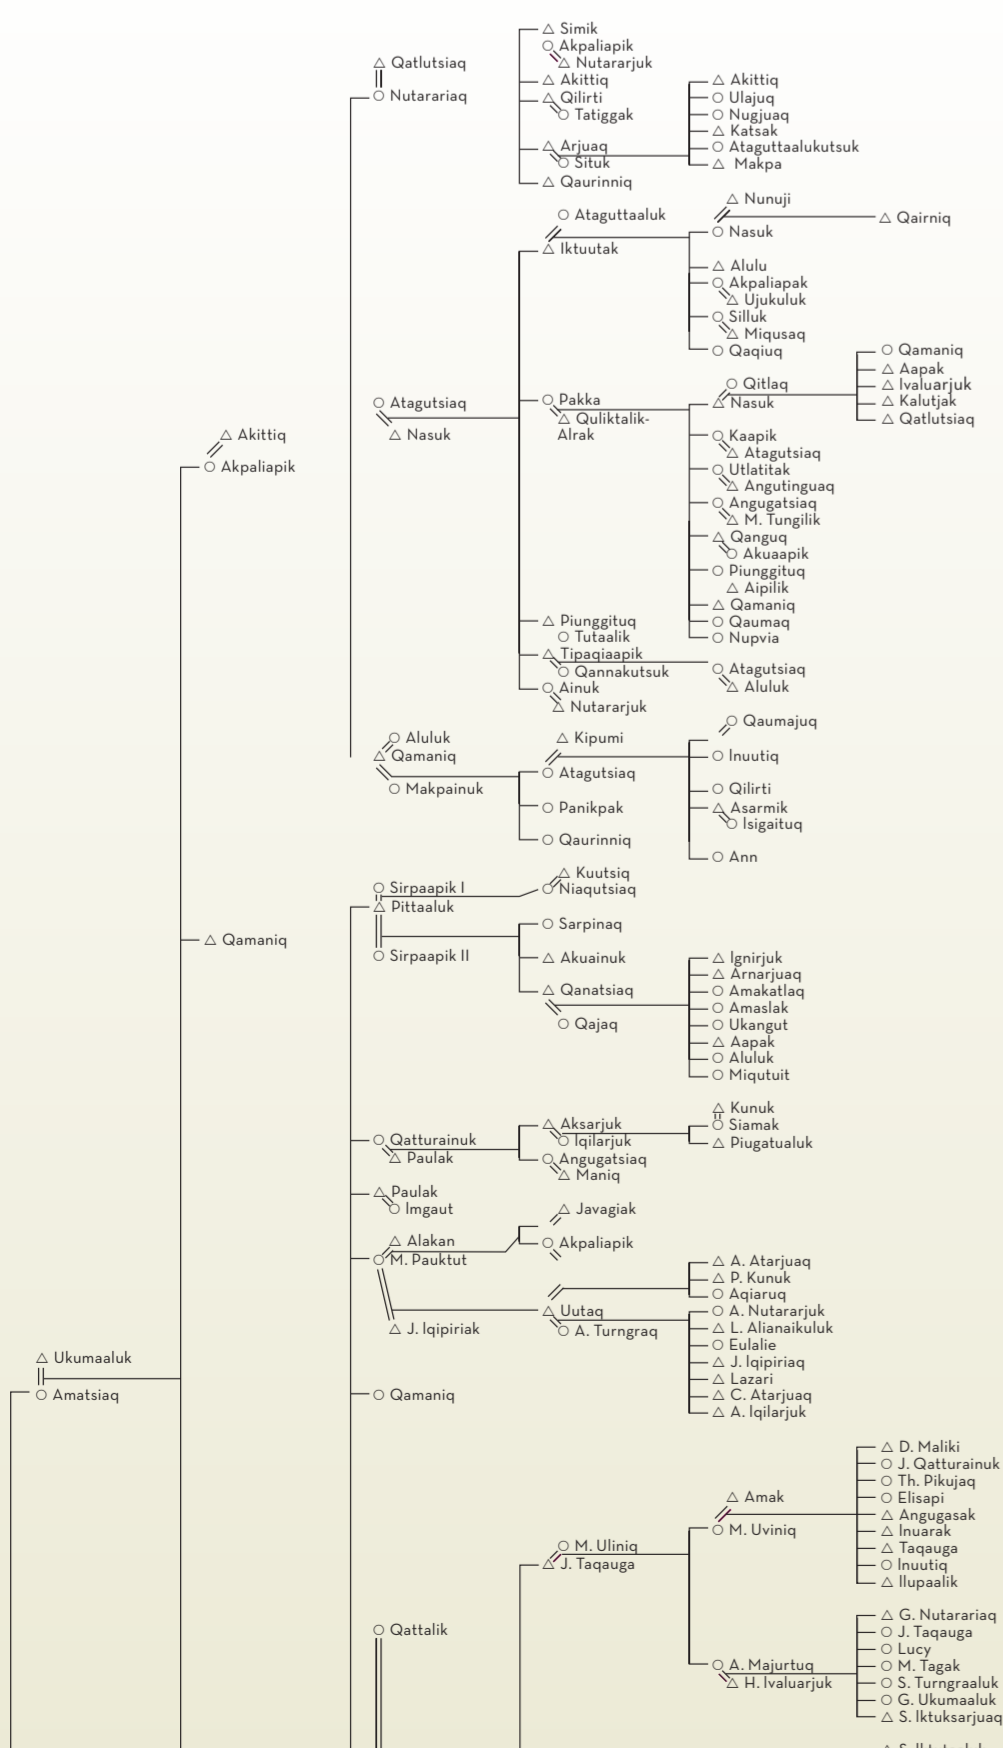 Simik
Akpaliapik
Nutararjuk
Qatlutsiaq
Nutarariaq
Akittiq
Qilirti
Tatiggak
Arjuaq
Situk
Qaurinniq
Akittiq
Ulajuq
Nugjuaq
Katsak
Ataguttaalukutsuk
Makpa
Ataguttaaluk
Iktuutak
Nunuji
Qairniq
Nasuk
Alulu
Akpaliapak
Ujukuluk
Silluk
Miqusaq
Qaqiuq
Atagutsiaq
Nasuk
Pakka
Quliktalik-
Alrak
Qitlaq
Nasuk
Qamaniq
Aapak
Ivaluarjuk
Kalutjak
Qatlutsiaq
Kaapik
Atagutsiaq
Utlatitak
Angutinguaq
Angugatsiaq
M. Tungilik
Qanguq
Akuaapik
Piunggituq
Aipilik
Qamaniq
Qaumaq
Nupvia
Akittiq
Akpaliapik
Piunggituq
Tutaalik
Tipaqiaapik
Qannakutsuk
Ainuk
Nutararjuk
Atagutsiaq
Aluluk
Aluluk
Qamaniq
Makpainuk
Kipumi
Atagutsiaq
Panikpak
Qaurinniq
Qaumajuq
Inuutiq
Qilirti
Asarmik
Isigaituq
Ann
Qamaniq
Sirpaapik I
Pittaaluk
Sirpaapik II
Kuutsiq
Niaqutsiaq
Sarpinaq
Akuainuk
Qanatsiaq
Qajaq
Ignirjuk
Arnarjuaq
Amakatlaq
Amaslak
Ukangut
Aapak
Aluluk
Miqutuit
Qatturainuk
Paulak
Aksarjuk
Iqilarjuk
Angugatsiaq
Maniq
Kunuk
Siamak
Piugatualuk
Paulak
Imgaut
Alakan
M. Pauktut
J. Iqipiriak
Javagiak
Akpaliapik
Uutaq
A. Turngraq
A. Atarjuaq
P. Kunuk
Aqiaruq
A. Nutararjuk
L. Alianaikuluk
Eulalie
J. Iqipiriaq
Lazari
C. Atarjuaq
A. Iqilarjuk
Ukumaaluk
Amatsiaq
Qamaniq
Qattalik
M. Uliniq
J. Taqauga
Amak
M. Uviniq
D. Maliki
J. Qatturainuk
Th. Pikujaq
Elisapi
Angugasak
Inuarak
Taqauga
Inuutiq
Ilupaalik
A. Majurtuq
H. Ivaluarjuk
G. Nutarariaq
J. Taqauga
Lucy
M. Tagak
S. Turngraaluk
G. Ukumaaluk
S. Iktuksarjuaq